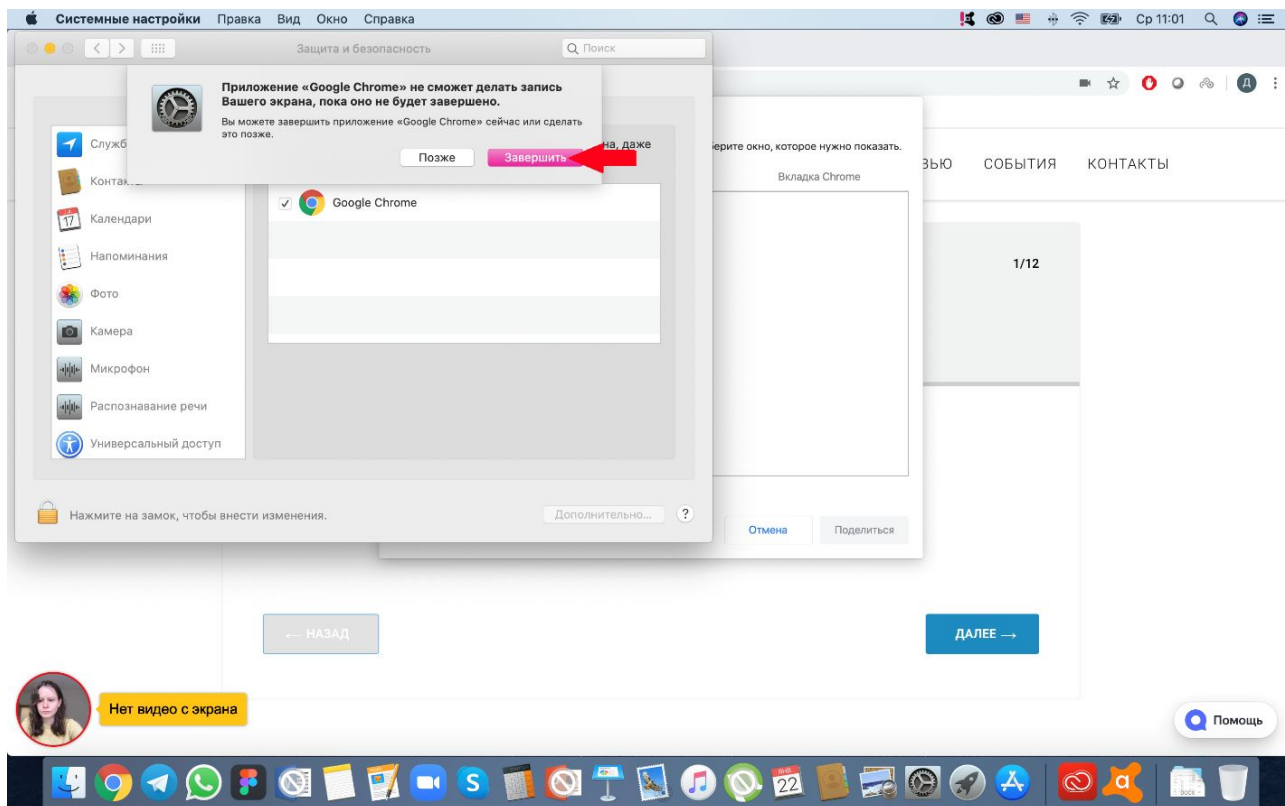 Системные настройки Правка Вид Окно Справка
Ср 11:01
Защита и безопасность
Поиск
Приложение «Google Chrome» не сможет делать запись
Вашего экрана, пока оно не будет завершено.
Вы можете завершить приложение «Google Chrome» сейчас или сделать
это позже.
Позже Завершить
на, даже
Служб
Контак
Календари
Напоминания
Фото
Камера
Микрофон
Распознавание речи
Универсальный доступ
Google Chrome
Нажмите на замок, чтобы внести изменения.
Дополнительно... ?
ерите окно, которое нужно показать.
Вкладка Chrome
Отмена Поделиться
Д
ЗЬЮ СОБЫТИЯ КОНТАКТЫ
1/12
← НАЗАД
ДАЛЕЕ →
Нет видео с экрана
Помощь
17
22
DOCX